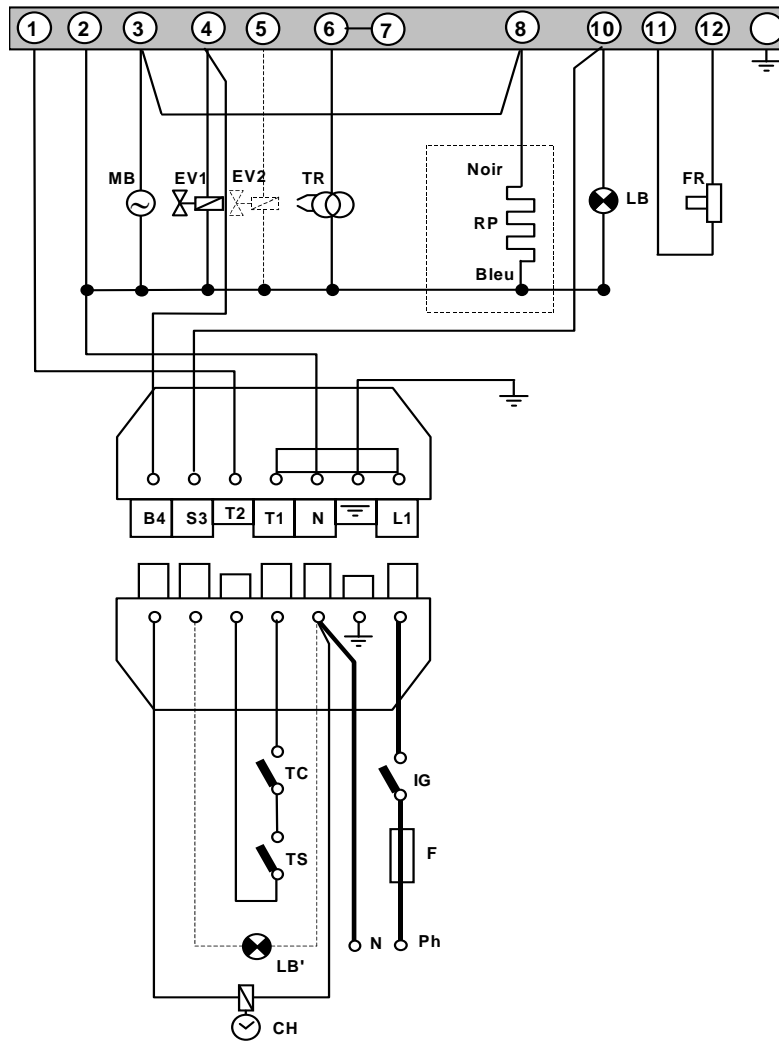 1 2 3 4 5 6 7 8 10 11 12
MB EV1 EV2 TR Noir RP Bleu LB FR
B4 S3 T2 T1 N L1
TC
IG
TS
F
N Ph
LB'
CH